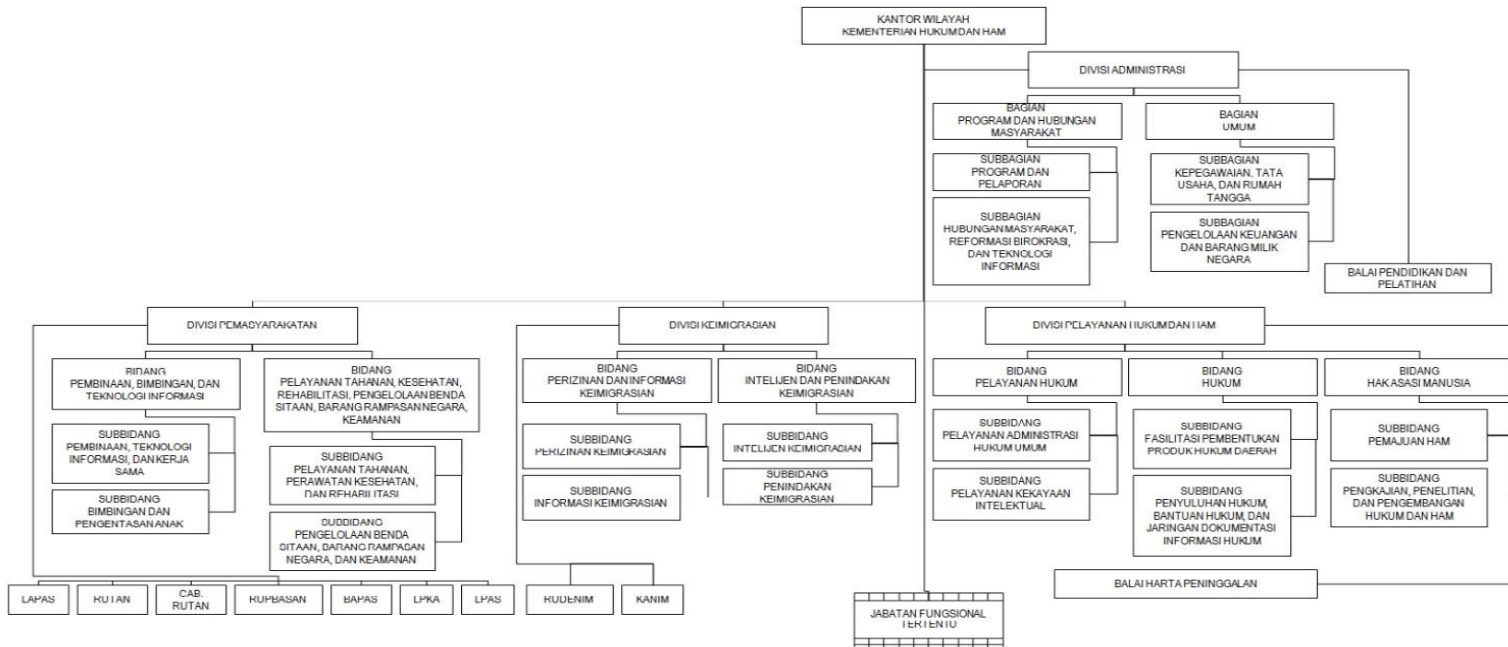 KANTOR WILAYAH
KEMENTERIAN HUKUM DAN HAM
DIVISI ADMINISTRASI
BAGIAN
PROGRAM DAN HUBUNGAN
MASYARAKAT
BAGIAN
UMUM
SUBBAGIAN
PROGRAM DAN
PELAPORAN
SUBBAGIAN
KEPEGAWAIAN, TATA
USAHA, DAN RUMAH
TANGGA
SUBBAGIAN
HUBUNGAN MASYARAKAT,
REFORMASI BIROKRASI,
DAN TEKNOLOGI
INFORMASI
SUBBAGIAN
PENGELOLAAN KEUANGAN
DAN BARANG MILIK
NEGARA
BALAI PENDIDIKAN DAN
PELATIHAN
DIVISI PEMASYARAKATAN
DIVISI KEIMIGRASIAN
DIVISI PELAYANAN HUKUM DAN HAM
BIDANG
PEMBINAAN, BIMBINGAN, DAN
TEKNOLOGI INFORMASI
BIDANG
PELAYANAN TAHANAN, KESEHATAN,
REHABILITASI, PENGELOLAAN BENDA
SITAAN, BARANG RAMPASAN NEGARA,
KEAMANAN
BIDANG
PERIZINAN DAN INFORMASI
KEIMIGRASIAN
BIDANG
INTELIJEN DAN PENINDAKAN
KEIMIGRASIAN
BIDANG
PELAYANAN HUKUM
BIDANG
HUKUM
BIDANG
HAK ASASI MANUSIA
SUBBIDANG
PEMBINAAN, TEKNOLOGI
INFORMASI, DAN KERJA
SAMA
SUBBIDANG
PELAYANAN TAHANAN,
PERAWATAN KESEHATAN,
DAN REHABILITASI
SUBBIDANG
PERIZINAN KEIMIGRASIAN
SUBBIDANG
INTELIJEN KEIMIGRASIAN
SUBBIDANG
PELAYANAN ADMINISTRASI
HUKUM UMUM
SUBBIDANG
FASILITASI PEMBENTUKAN
PRODUK HUKUM DAERAH
SUBBIDANG
PEMAJUAN HAM
SUBBIDANG
BIMBINGAN DAN
PENGENTASAN ANAK
SUBBIDANG
PENGELOLAAN BENDA
SITAAN, BARANG RAMPASAN
NEGARA, DAN KEAMANAN
SUBBIDANG
INFORMASI KEIMIGRASIAN
SUBBIDANG
PENINDAKAN
KEIMIGRASIAN
SUBBIDANG
PELAYANAN KEKAYAAN
INTELEKTUAL
SUBBIDANG
PENYULUHAN HUKUM,
BANTUAN HUKUM, DAN
JARINGAN DOKUMENTASI
INFORMASI HUKUM
SUBBIDANG
PENGKAJIAN, PENELITIAN,
DAN PENGEMBANGAN
HUKUM DAN HAM
BALAI HARTA PENINGGALAN
LAPAS
RUTAN
CAB.
RUTAN
RUPBASAN
BAPAS
LPKA
LPAS
RUDENIM
KANIM
JABATAN FUNGSIONAL
TERTENTU